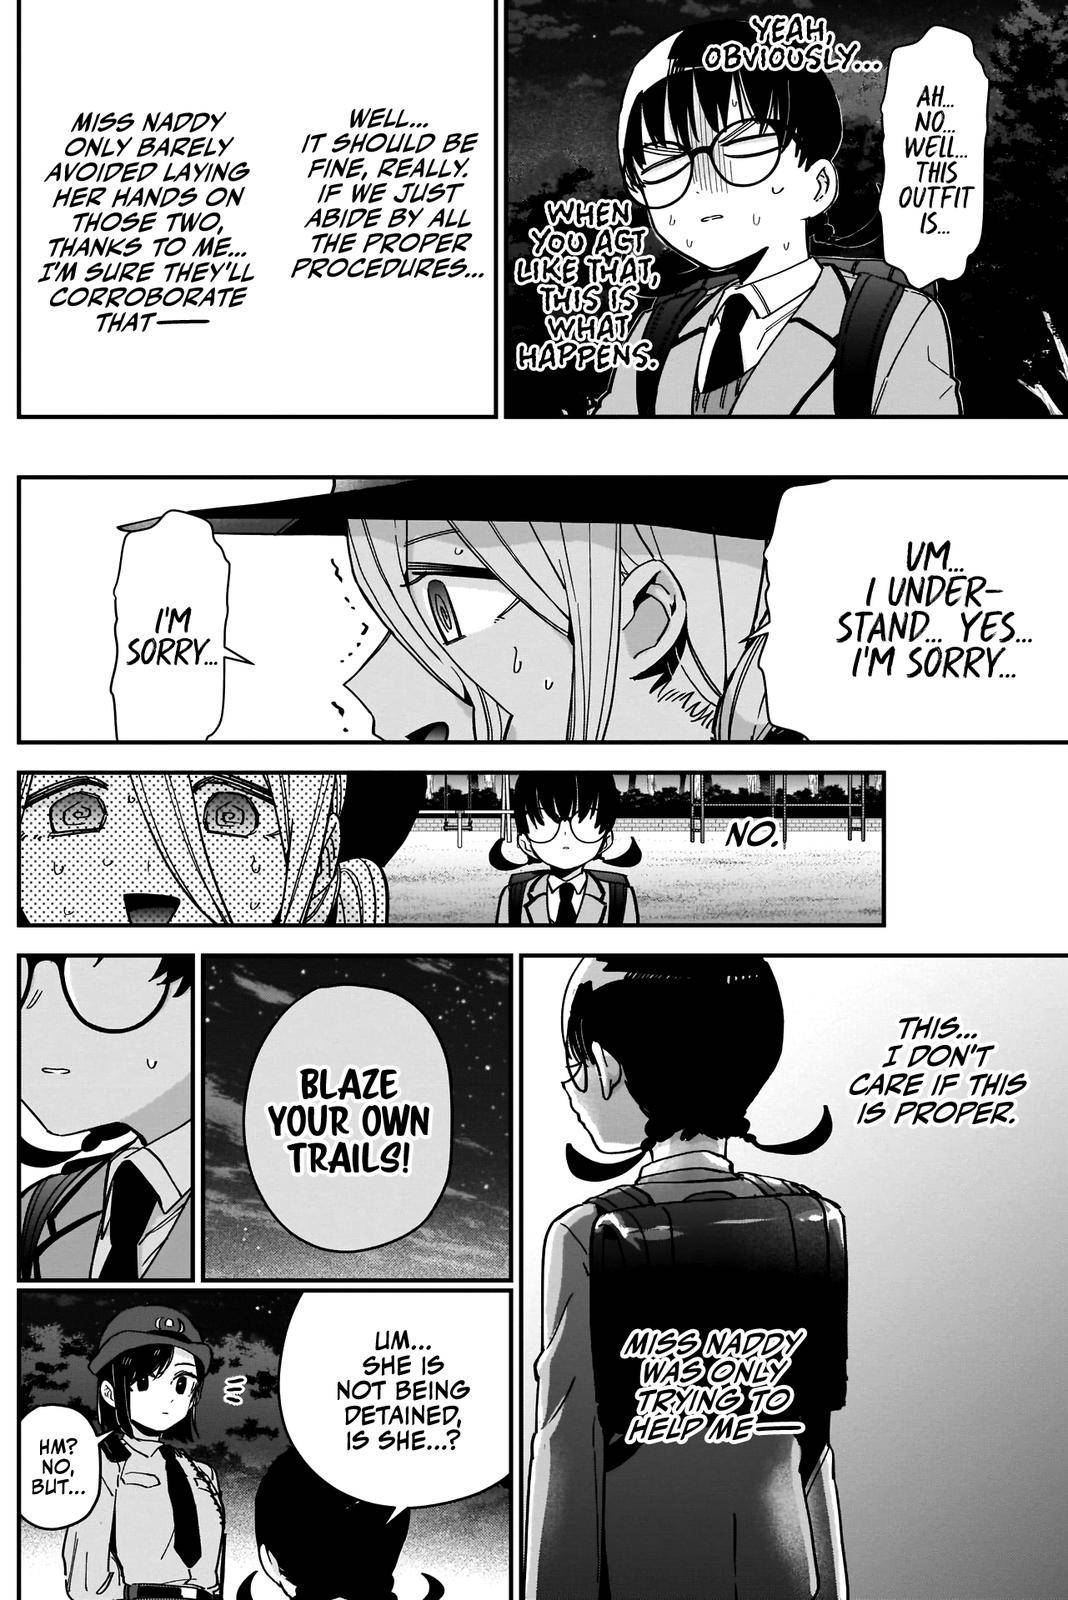 YEAH,
OBVIOUSLY...
AH...
NO...
WELL...
THIS
OUTFIT
IS...
WHEN
YOU ACT
LIKE THAT,
THIS IS
WHAT
HAPPENS.
WELL...
IT SHOULD BE
FINE, REALLY.
IF WE JUST
ABIDE BY ALL
THE PROPER
PROCEDURES...
MISS NADDY
ONLY BARELY
AVOIDED LAYING
HER HANDS ON
THOSE TWO,
THANKS TO ME...
I'M SURE THEY'LL
CORROBORATE
THAT—
UM...
I UNDER-
STAND... YES...
I'M SORRY...
I'M
SORRY...
NO.
THIS...
I DON'T
CARE IF THIS
IS PROPER.
MISS NADDY
WAS ONLY
TRYING TO
HELP ME—
BLAZE
YOUR OWN
TRAILS!
UM...
SHE IS
NOT BEING
DETAINED,
IS SHE...?
HM?
NO,
BUT...